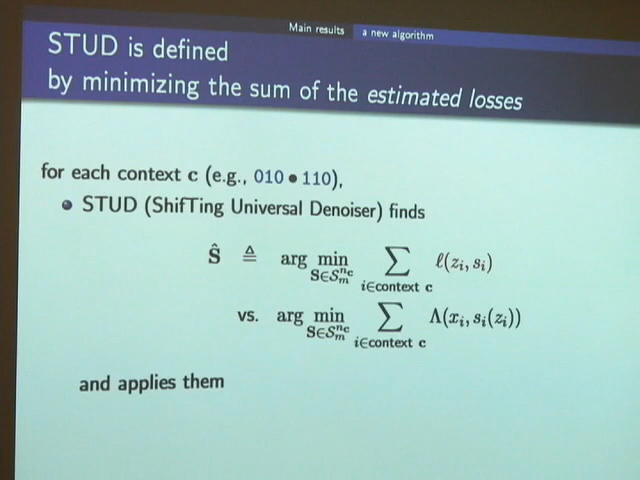 Main results a new algorithm
STUD is defined
by minimizing the sum of the estimated losses
for each context c (e.g., 010 • 110),
• STUD (ShifTing Universal Denoiser) finds
Ŝ ≜ arg min_{S∈𝒮_m^{n_c}} ∑_{i∈context c} ℓ(z_i, s_i)
vs. arg min_{S∈𝒮_m^{n_c}} ∑_{i∈context c} Λ(x_i, s_i(z_i))
and applies them